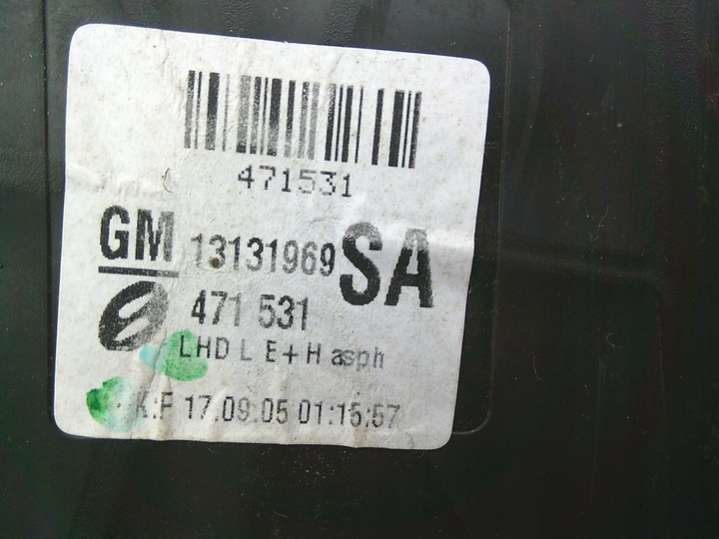 471531
GM 13131969 SA
471 531
LHD L E+H asph
K:F 17.09.05 01:15:57